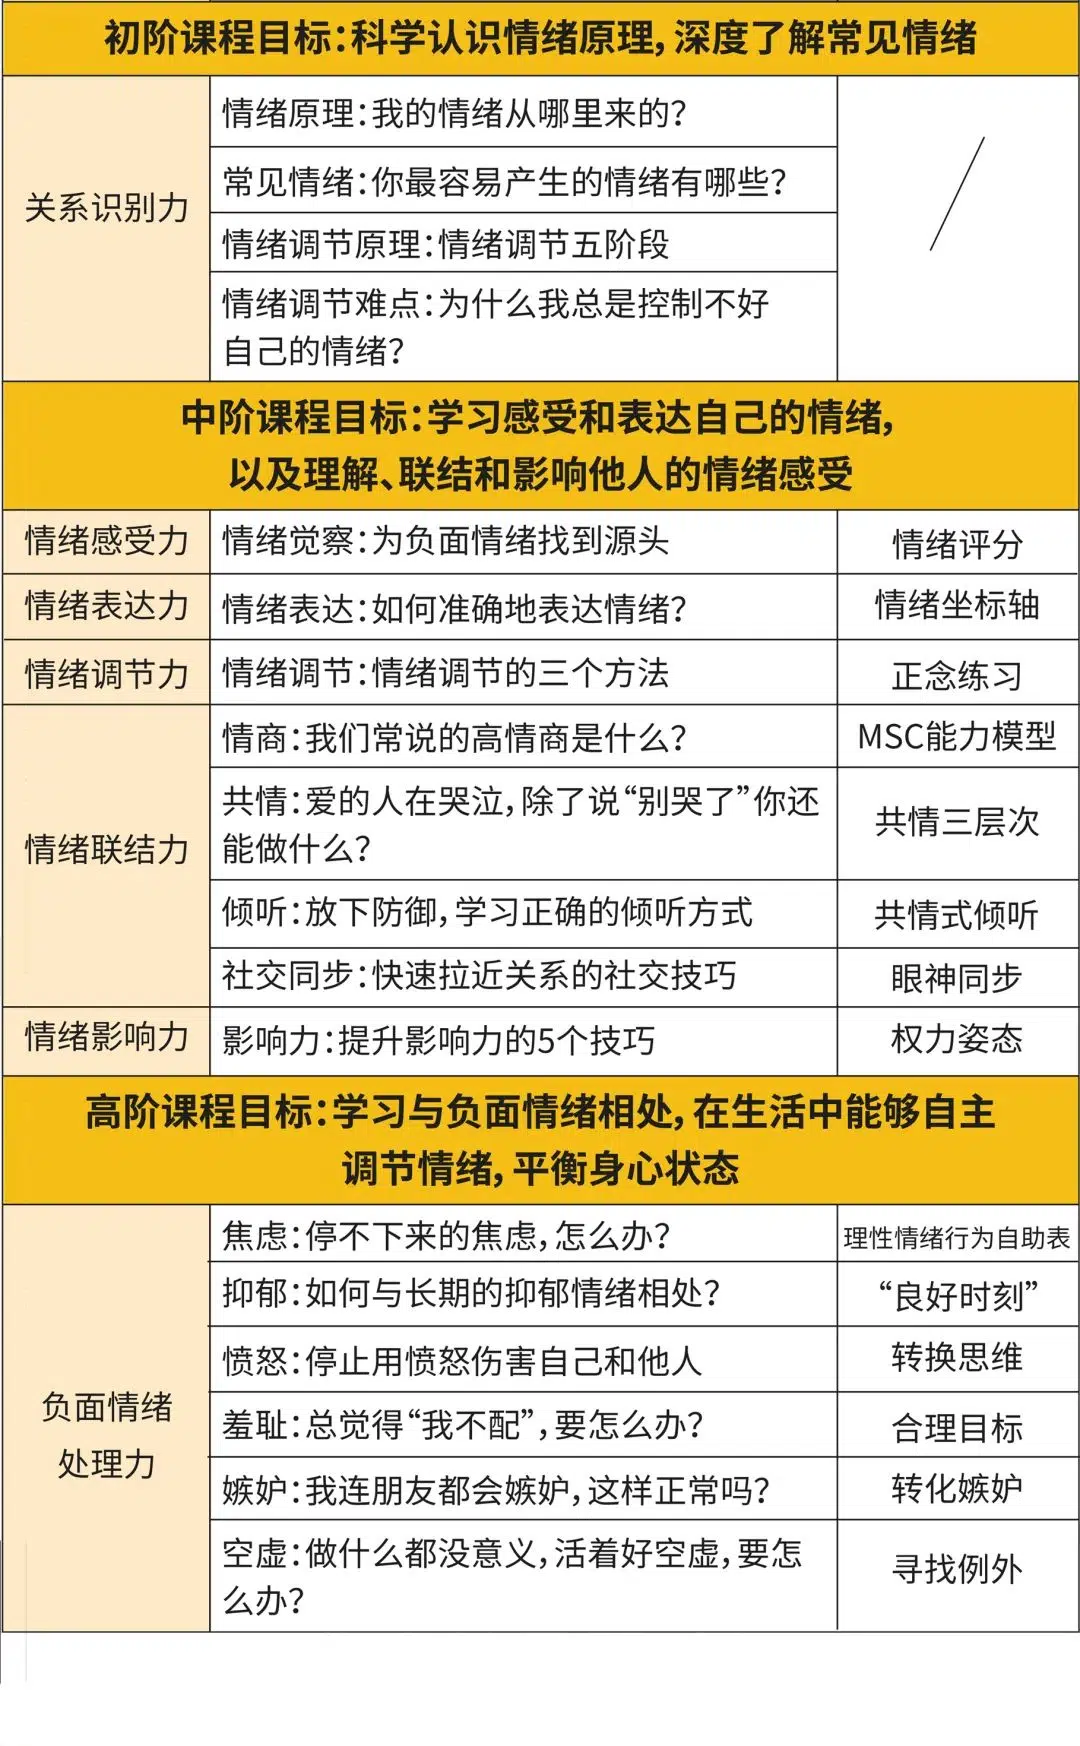 初阶课程目标：科学认识情绪原理，深度了解常见情绪
关系识别力
情绪原理：我的情绪从哪里来的？
常见情绪：你最容易产生的情绪有哪些？
情绪调节原理：情绪调节五阶段
情绪调节难点：为什么我总是控制不好
自己的情绪？
中阶课程目标：学习感受和表达自己的情绪，
以及理解、联结和影响他人的情绪感受
情绪感受力
情绪觉察：为负面情绪找到源头
情绪评分
情绪表达力
情绪表达：如何准确地表达情绪？
情绪坐标轴
情绪调节力
情绪调节：情绪调节的三个方法
正念练习
情绪联结力
情商：我们常说的高情商是什么？
MSC能力模型
共情：爱的人在哭泣，除了说“别哭了”你还
能做什么？
共情三层次
倾听：放下防御，学习正确的倾听方式
共情式倾听
社交同步：快速拉近关系的社交技巧
眼神同步
情绪影响力
影响力：提升影响力的5个技巧
权力姿态
高阶课程目标：学习与负面情绪相处，在生活中能够自主
调节情绪，平衡身心状态
负面情绪
处理力
焦虑：停不下来的焦虑，怎么办？
理性情绪行为自助表
抑郁：如何与长期的抑郁情绪相处？
“良好时刻”
愤怒：停止用愤怒伤害自己和他人
转换思维
羞耻：总觉得“我不配”，要怎么办？
合理目标
嫉妒：我连朋友都会嫉妒，这样正常吗？
转化嫉妒
空虚：做什么都没意义，活着好空虚，要怎
么办？
寻找例外